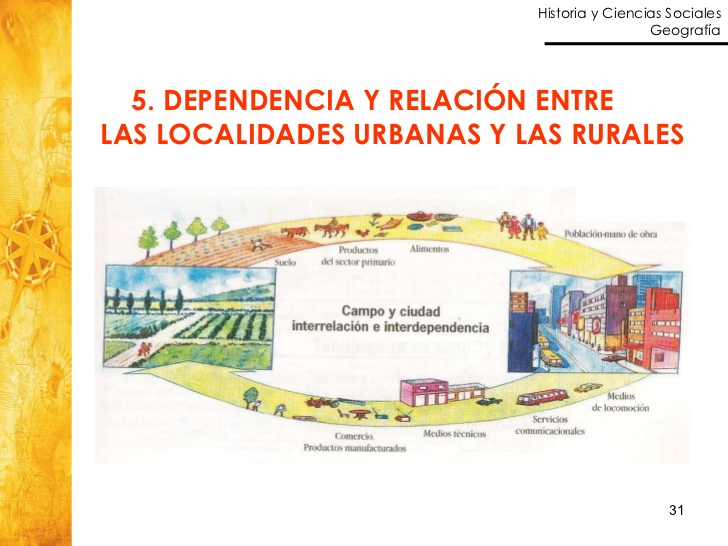 Historia y Ciencias Sociales
Geografía
5. DEPENDENCIA Y RELACIÓN ENTRE
LAS LOCALIDADES URBANAS Y LAS RURALES
Población-mano de obra
Suelo
Productos
del sector primario
Alimentos
Campo y ciudad
interrelación e interdependencia
Medios
de locomoción
Servicios
comunicacionales
Medios técnicos
Comercio.
Productos manufacturados
31